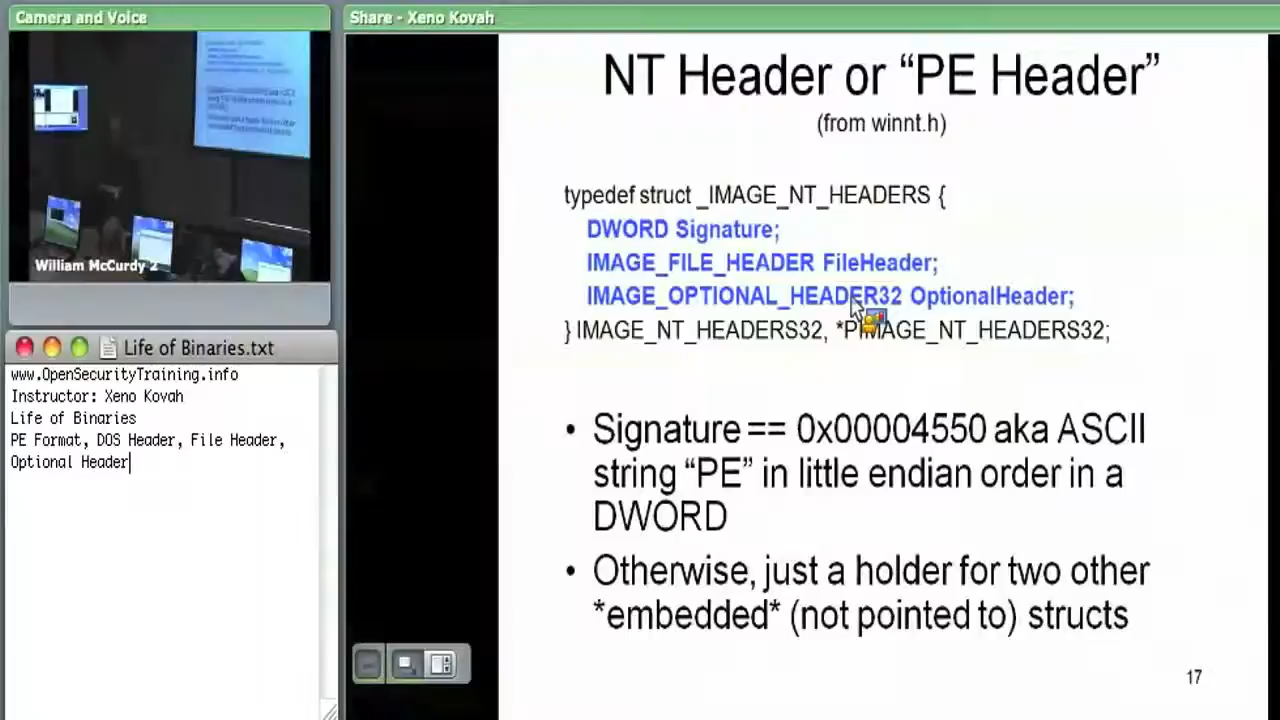 Camera and Voice
William McCurdy 2
Life of Binaries.txt
www.OpenSecurityTraining.info
Instructor: Xeno Kovah
Life of Binaries
PE Format, DOS Header, File Header,
Optional Header
Share - Xeno Kovah
NT Header or “PE Header”
(from winnt.h)
typedef struct _IMAGE_NT_HEADERS {
DWORD Signature;
IMAGE_FILE_HEADER FileHeader;
IMAGE_OPTIONAL_HEADER32 OptionalHeader;
} IMAGE_NT_HEADERS32, *PIMAGE_NT_HEADERS32;
• Signature == 0x00004550 aka ASCII
string “PE” in little endian order in a
DWORD
• Otherwise, just a holder for two other
*embedded* (not pointed to) structs
17